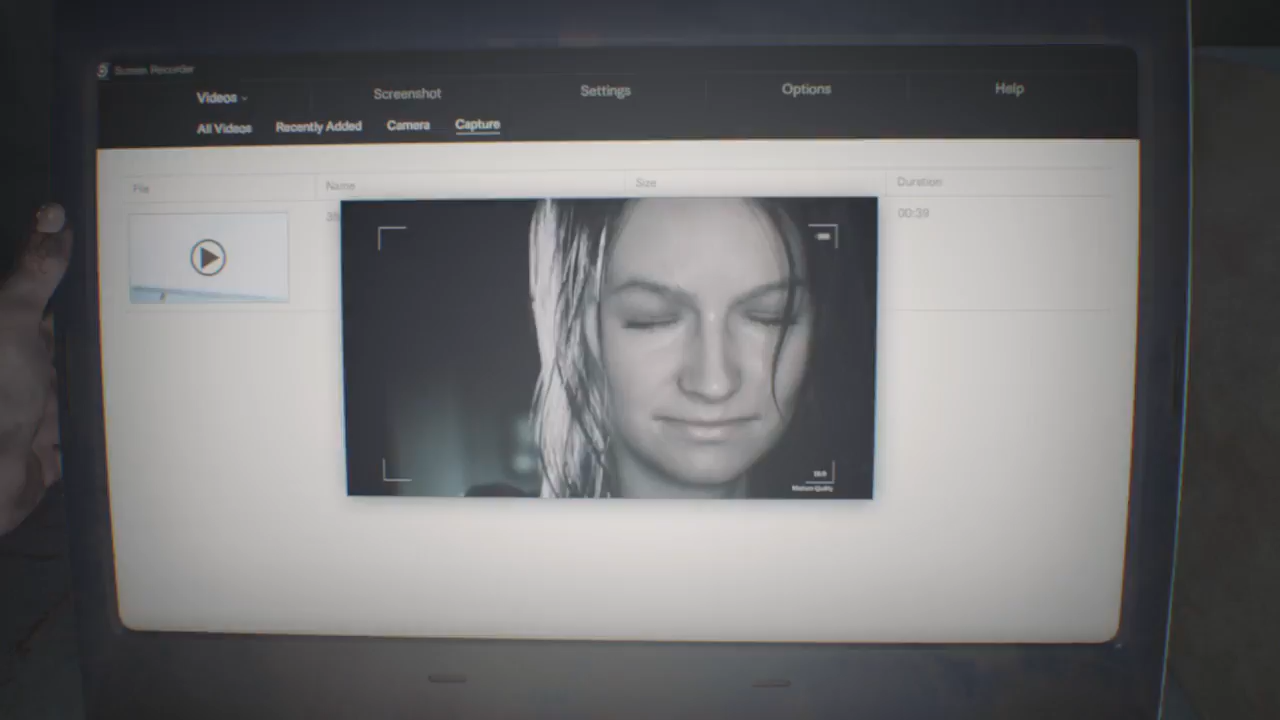 Screen Recorder
Videos Screenshot Settings Options Help
All Videos Recently Added Camera Capture
File Name Size Duration
00:39